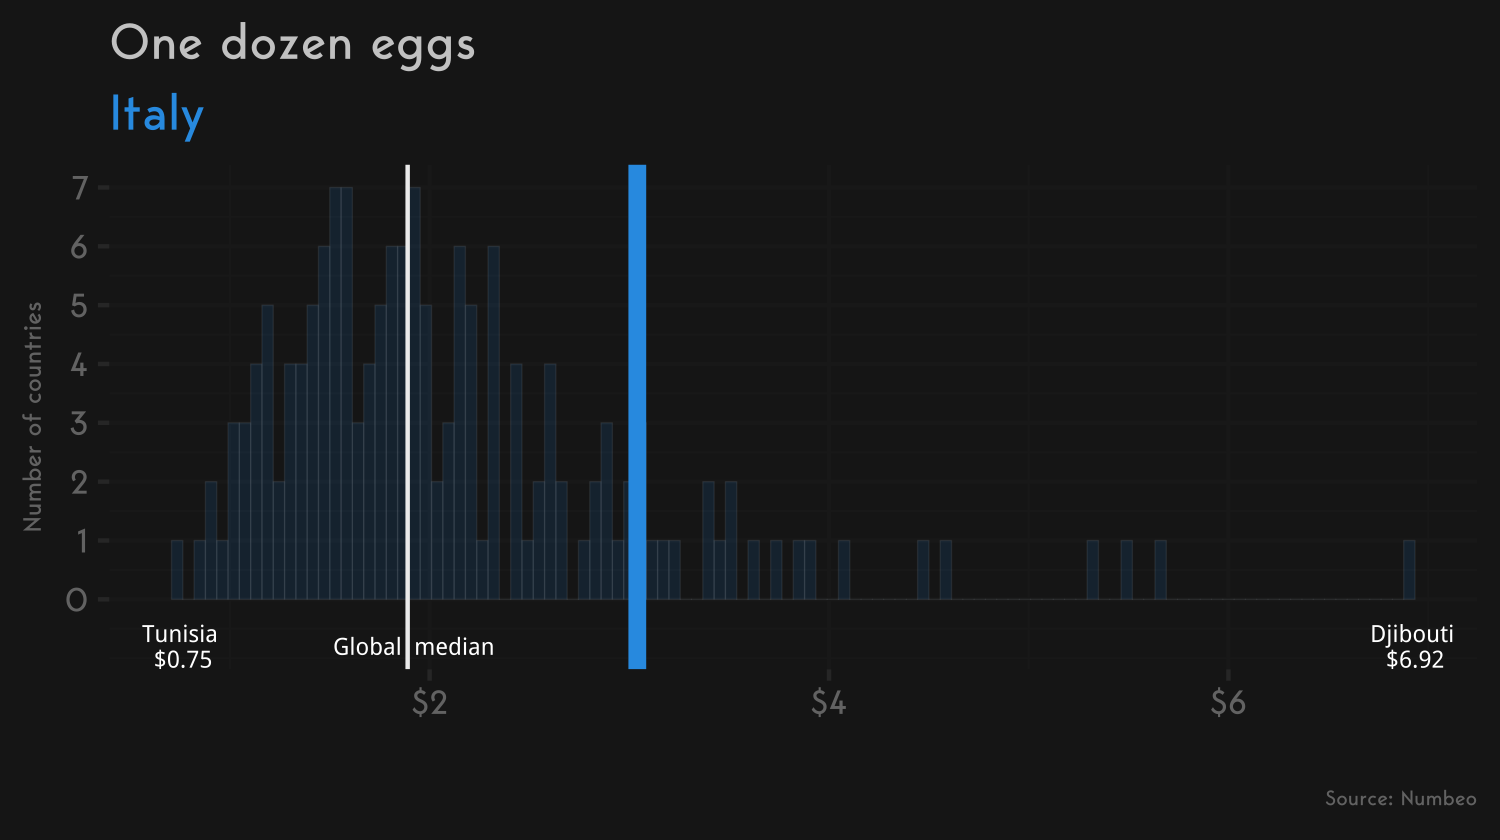 One dozen eggs
Italy
Number of countries
7
6
5
4
3
2
1
0
Tunisia
$0.75
Global median
Djibouti
$6.92
$2
$4
$6
Source: Numbeo